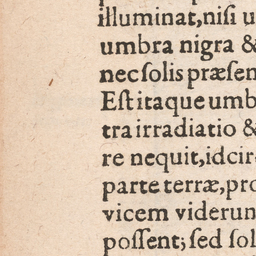 illuminat,niſi u
umbra nigra &
nec ſolis præſen
Eſt itaque umb
tra irradiatio &
re nequit,idcir
parte terræ,pro
vicem viderun
poſſent; ſed ſol